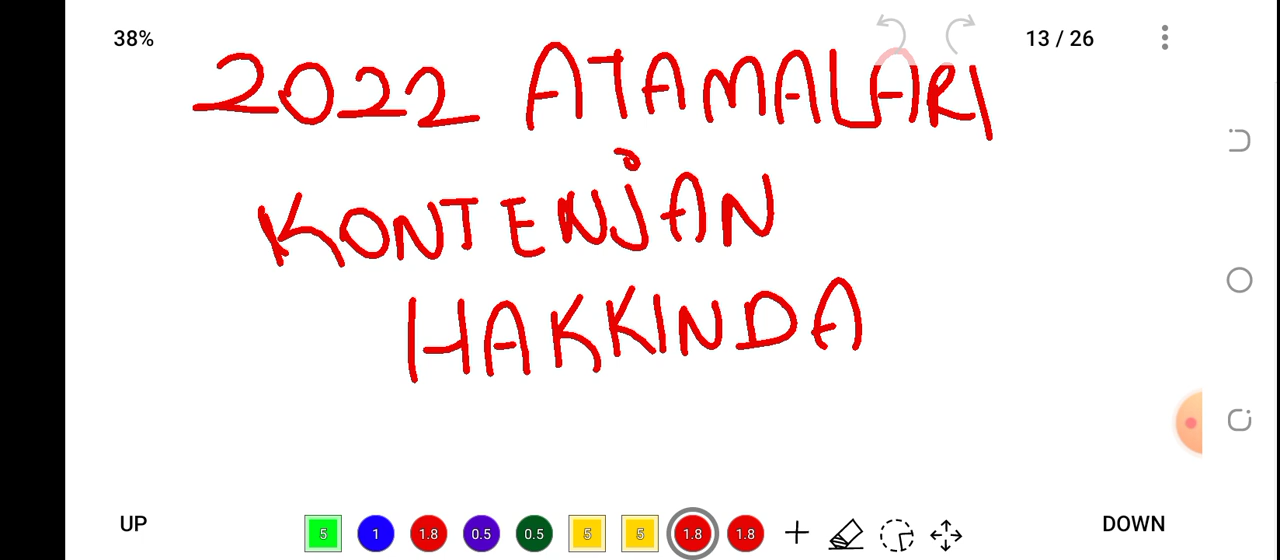 38%
13 / 26
2022 ATAMALARI
KONTENJAN
HAKKINDA
UP
5 1 1.8 0.5 0.5 5 5 1.8 1.8
DOWN